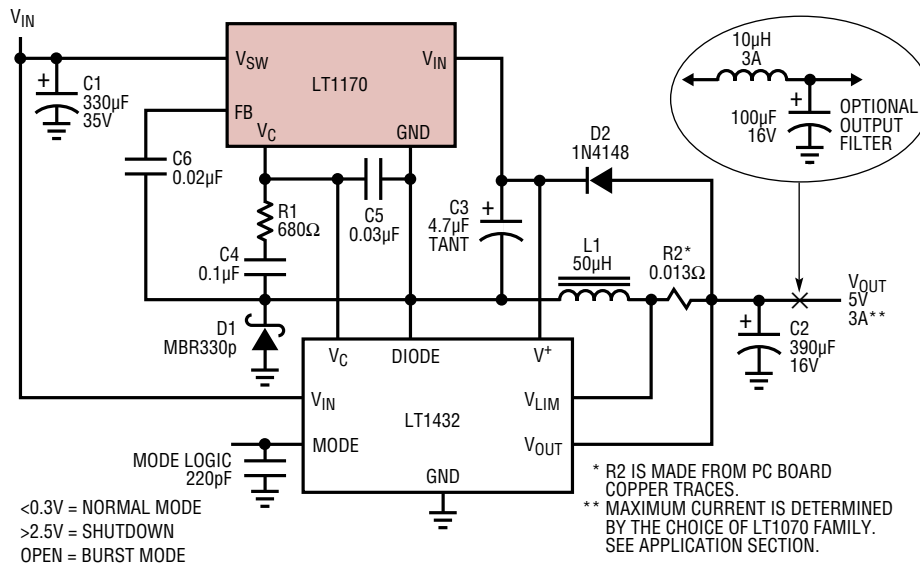 VIN
C1
330µF
35V
VSW
VIN
LT1170
FB
VC
GND
C6
0.02µF
R1
680Ω
C5
0.03µF
C4
0.1µF
C3
4.7µF
TANT
D2
1N4148
10µH
3A
100µF
16V
OPTIONAL
OUTPUT
FILTER
L1
50µH
R2*
0.013Ω
VOUT
5V
3A**
C2
390µF
16V
D1
MBR330p
VC
DIODE
V+
VIN
VLIM
LT1432
MODE
VOUT
GND
MODE LOGIC
220pF
<0.3V = NORMAL MODE
>2.5V = SHUTDOWN
OPEN = BURST MODE
* R2 IS MADE FROM PC BOARD
COPPER TRACES.
** MAXIMUM CURRENT IS DETERMINED
BY THE CHOICE OF LT1070 FAMILY.
SEE APPLICATION SECTION.